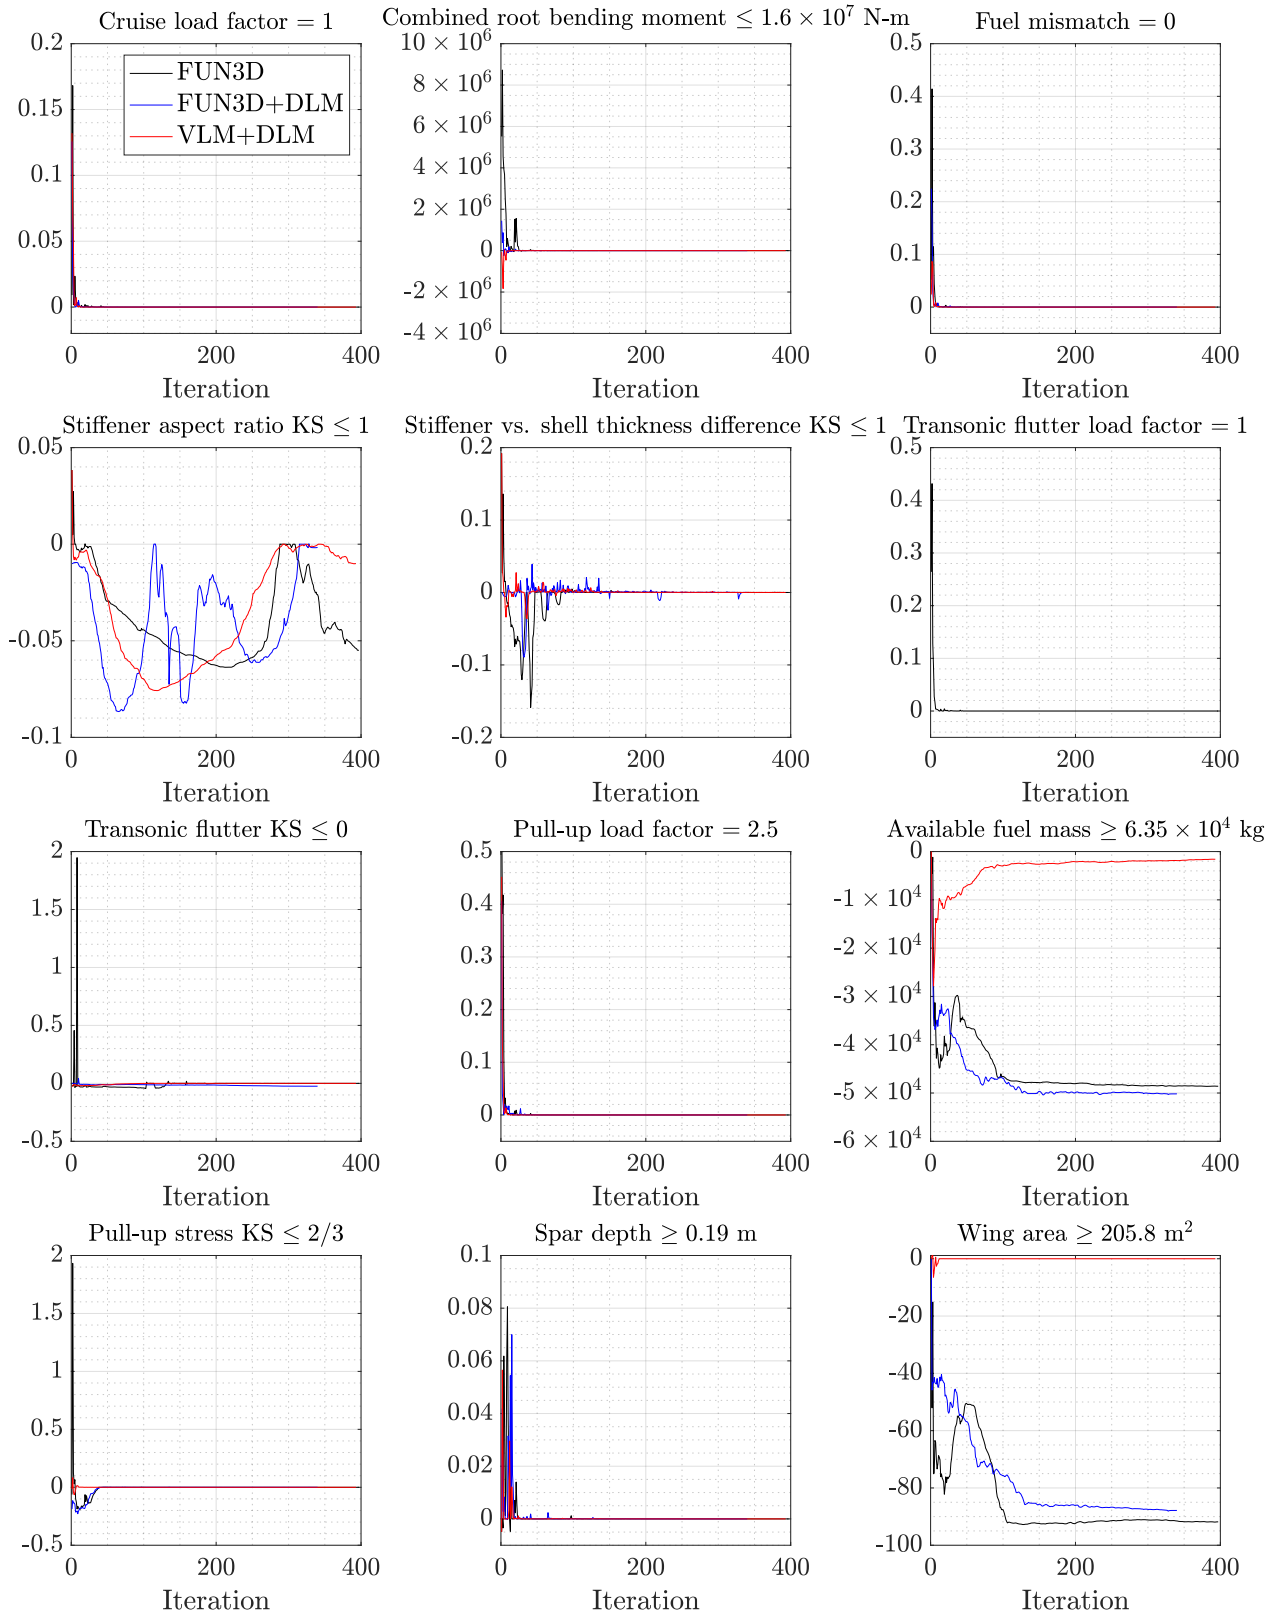 Cruise load factor = 1
0.2
0.15
0.1
0.05
0
FUN3D
FUN3D+DLM
VLM+DLM
0 200 400
Iteration
Combined root bending moment ≤ 1.6 × 10⁷ N-m
10 × 10⁶
8 × 10⁶
6 × 10⁶
4 × 10⁶
2 × 10⁶
0
-2 × 10⁶
-4 × 10⁶
0 200 400
Iteration
Fuel mismatch = 0
0.5
0.4
0.3
0.2
0.1
0
0 200 400
Iteration
Stiffener aspect ratio KS ≤ 1
0.05
0
-0.05
-0.1
0 200 400
Iteration
Stiffener vs. shell thickness difference KS ≤ 1
0.2
0.1
0
-0.1
-0.2
0 200 400
Iteration
Transonic flutter load factor = 1
0.5
0.4
0.3
0.2
0.1
0
0 200 400
Iteration
Transonic flutter KS ≤ 0
2
1.5
1
0.5
0
-0.5
0 200 400
Iteration
Pull-up load factor = 2.5
0.5
0.4
0.3
0.2
0.1
0
0 200 400
Iteration
Available fuel mass ≥ 6.35 × 10⁴ kg
0
-1 × 10⁴
-2 × 10⁴
-3 × 10⁴
-4 × 10⁴
-5 × 10⁴
-6 × 10⁴
0 200 400
Iteration
Pull-up stress KS ≤ 2/3
2
1.5
1
0.5
0
-0.5
0 200 400
Iteration
Spar depth ≥ 0.19 m
0.1
0.08
0.06
0.04
0.02
0
0 200 400
Iteration
Wing area ≥ 205.8 m²
0
-20
-40
-60
-80
-100
0 200 400
Iteration